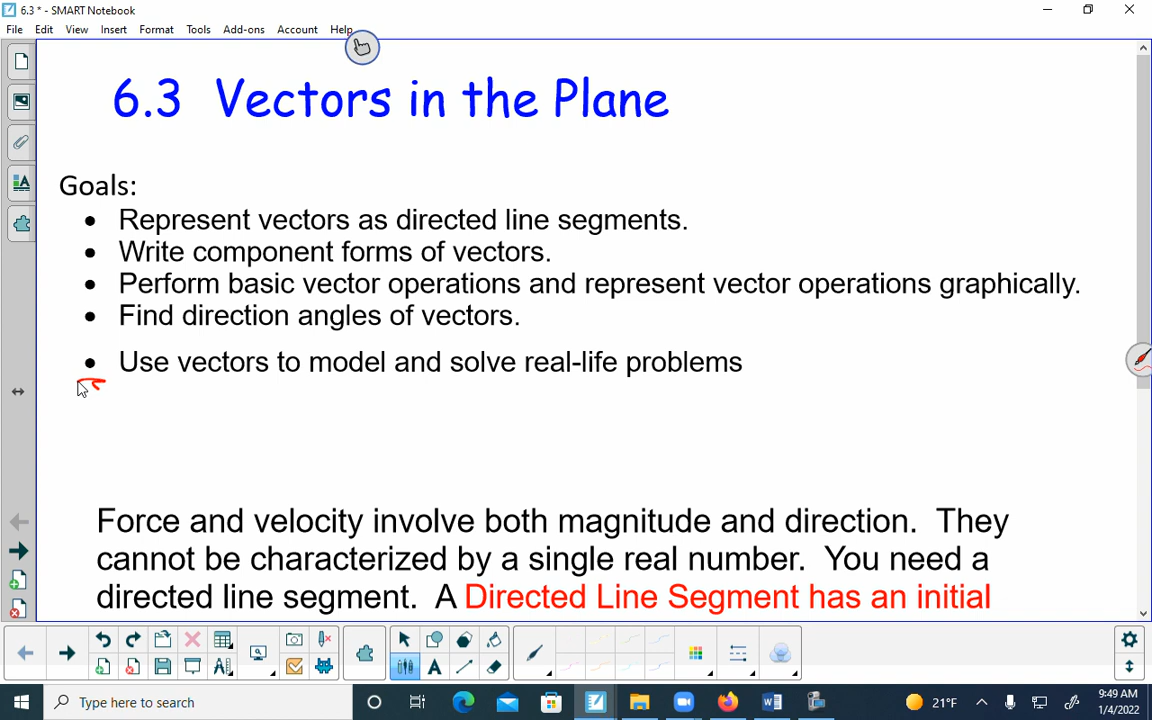 6.3 * - SMART Notebook
File Edit View Insert Format Tools Add-ons Account Help
6.3 Vectors in the Plane
Goals:
• Represent vectors as directed line segments.
• Write component forms of vectors.
• Perform basic vector operations and represent vector operations graphically.
• Find direction angles of vectors.
• Use vectors to model and solve real-life problems
Force and velocity involve both magnitude and direction. They
cannot be characterized by a single real number. You need a
directed line segment. A Directed Line Segment has an initial
Type here to search
21°F
9:49 AM
1/4/2022